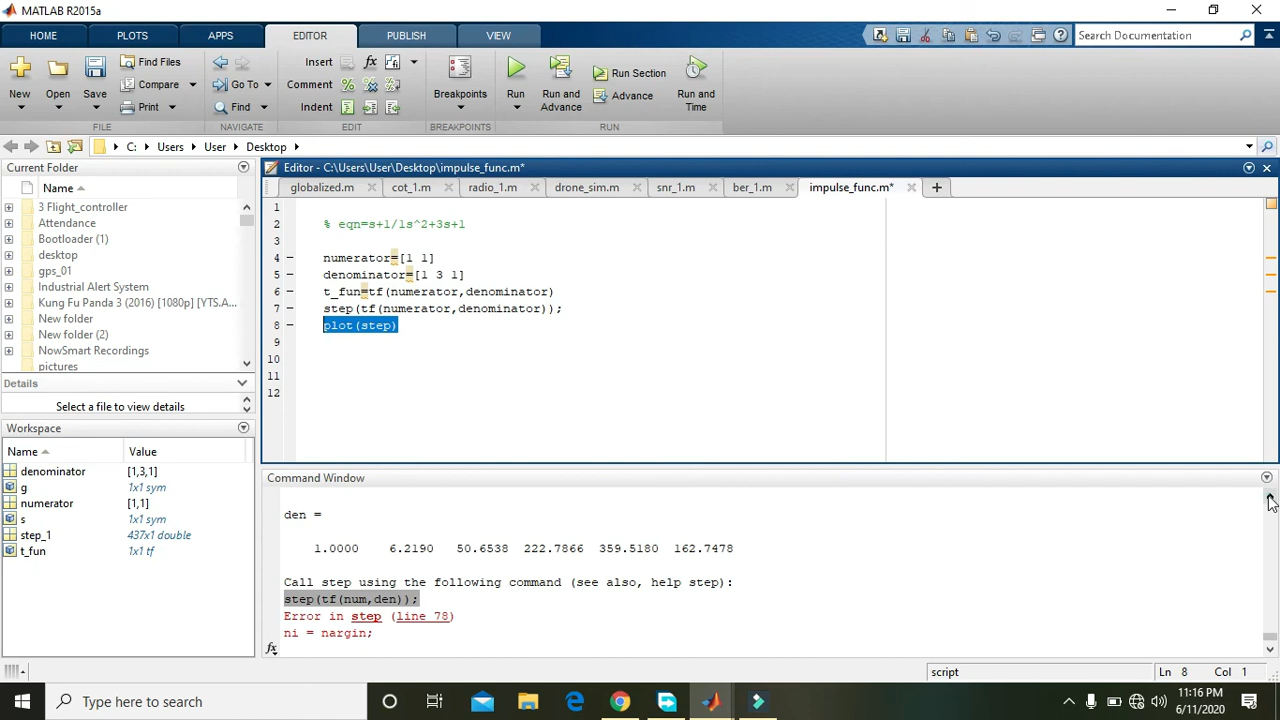 MATLAB R2015a
HOME PLOTS APPS EDITOR PUBLISH VIEW
Search Documentation
New Open Save Find Files Compare Print
Go To Find
Insert fx Comment % Indent
Breakpoints
Run Run and Advance Run Section Advance Run and Time
FILE NAVIGATE EDIT BREAKPOINTS RUN
C: Users User Desktop
Current Folder
Name
3 Flight_controller
Attendance
Bootloader (1)
desktop
gps_01
Industrial Alert System
Kung Fu Panda 3 (2016) [1080p] [YTS.A...
New folder
New folder (2)
NowSmart Recordings
pictures
Details
Select a file to view details
Workspace
Name Value
denominator [1,3,1]
g 1x1 sym
numerator [1,1]
s 1x1 sym
step_1 437x1 double
t_fun 1x1 tf
Editor - C:\Users\User\Desktop\impulse_func.m*
globalized.m cot_1.m radio_1.m drone_sim.m snr_1.m ber_1.m impulse_func.m*
1
2 % eqn=s+1/1s^2+3s+1
3
4 numerator=[1 1]
5 denominator=[1 3 1]
6 t_fun=tf(numerator,denominator)
7 step(tf(numerator,denominator));
8 plot(step)
9
10
11
12
Command Window
den =
1.0000 6.2190 50.6538 222.7866 359.5180 162.7478
Call step using the following command (see also, help step):
step(tf(num,den));
Error in step (line 78)
ni = nargin;
fx
script Ln 8 Col 1
Type here to search
11:16 PM
6/11/2020